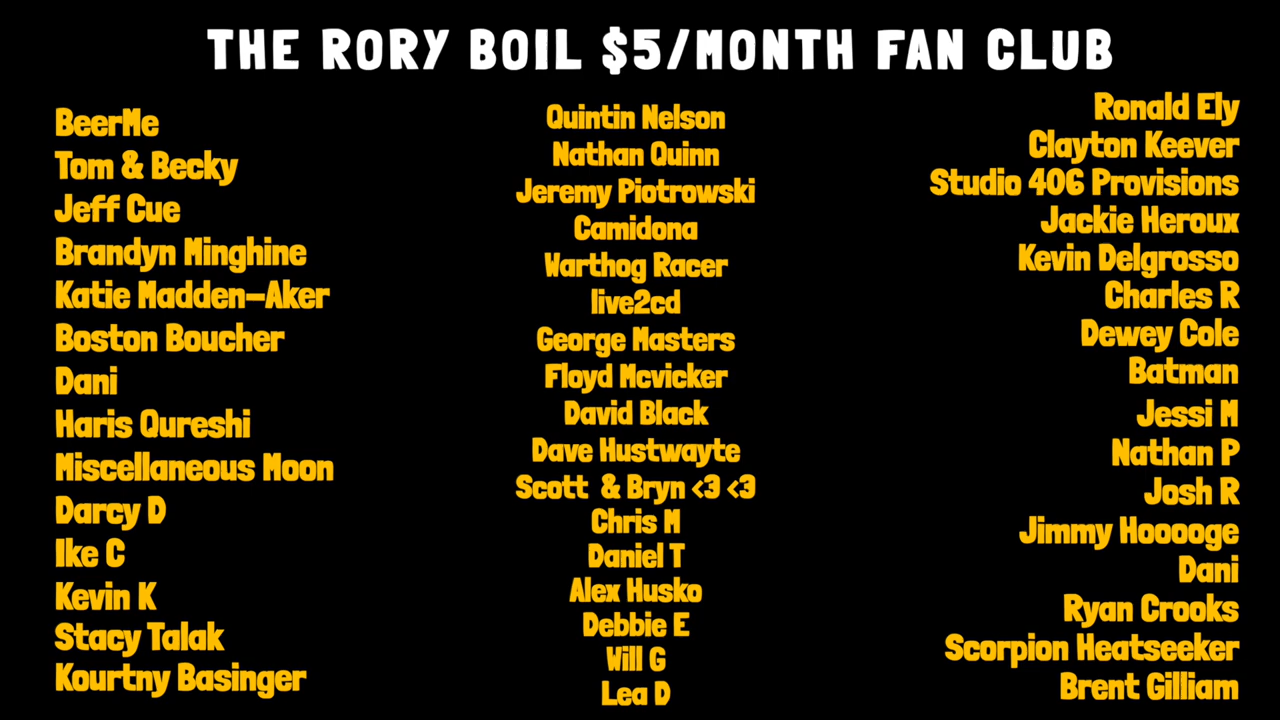 THE RORY BOIL $5/MONTH FAN CLUB
BeerMe
Tom & Becky
Jeff Cue
Brandyn Minghine
Katie Madden-Aker
Boston Boucher
Dani
Haris Qureshi
Miscellaneous Moon
Darcy D
Ike C
Kevin K
Stacy Talak
Kourtny Basinger
Quintin Nelson
Nathan Quinn
Jeremy Piotrowski
Camidona
Warthog Racer
live2cd
George Masters
Floyd Mcvicker
David Black
Dave Hustwayte
Scott & Bryn <3 <3
Chris M
Daniel T
Alex Husko
Debbie E
Will G
Lea D
Ronald Ely
Clayton Keever
Studio 406 Provisions
Jackie Heroux
Kevin Delgrosso
Charles R
Dewey Cole
Batman
Jessi M
Nathan P
Josh R
Jimmy Hooooge
Dani
Ryan Crooks
Scorpion Heatseeker
Brent Gilliam